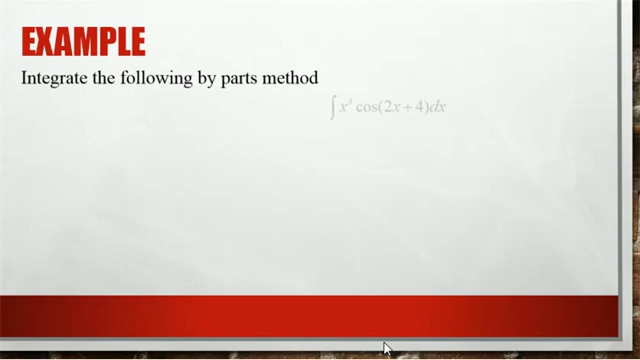 EXAMPLE
Integrate the following by parts method
∫ x³ cos(2x + 4)dx